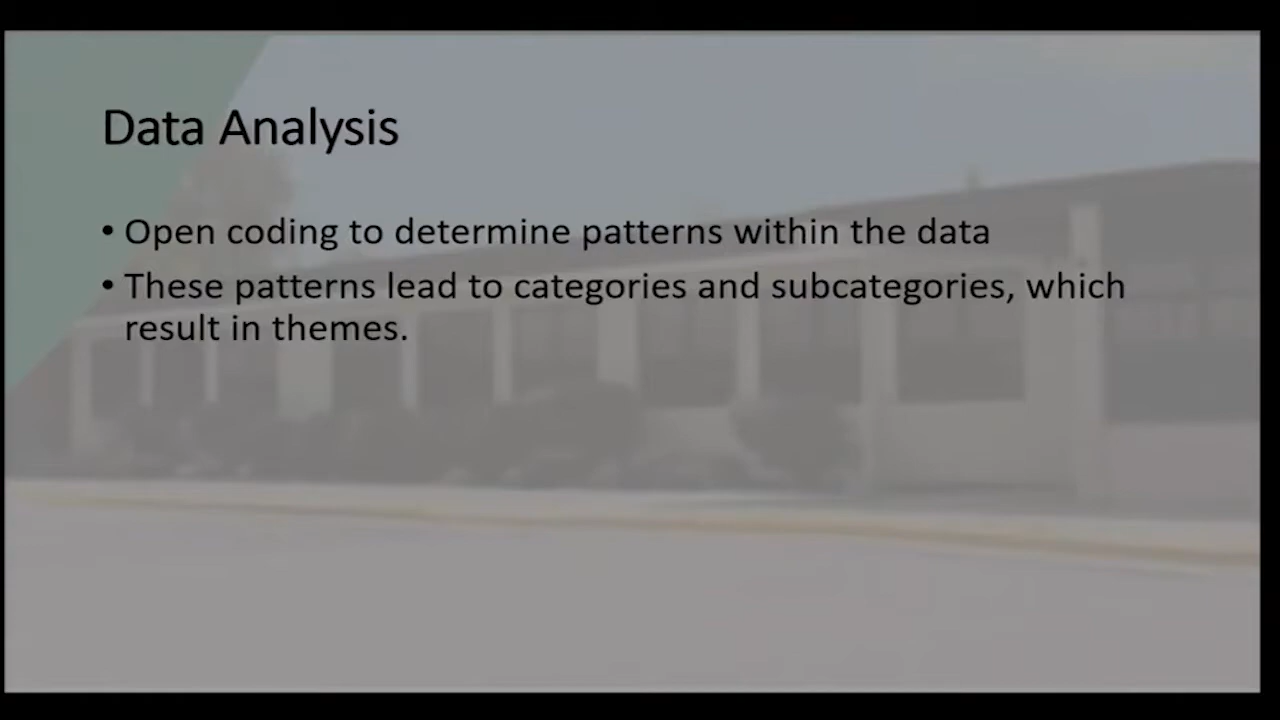 Data Analysis
• Open coding to determine patterns within the data
• These patterns lead to categories and subcategories, which
result in themes.